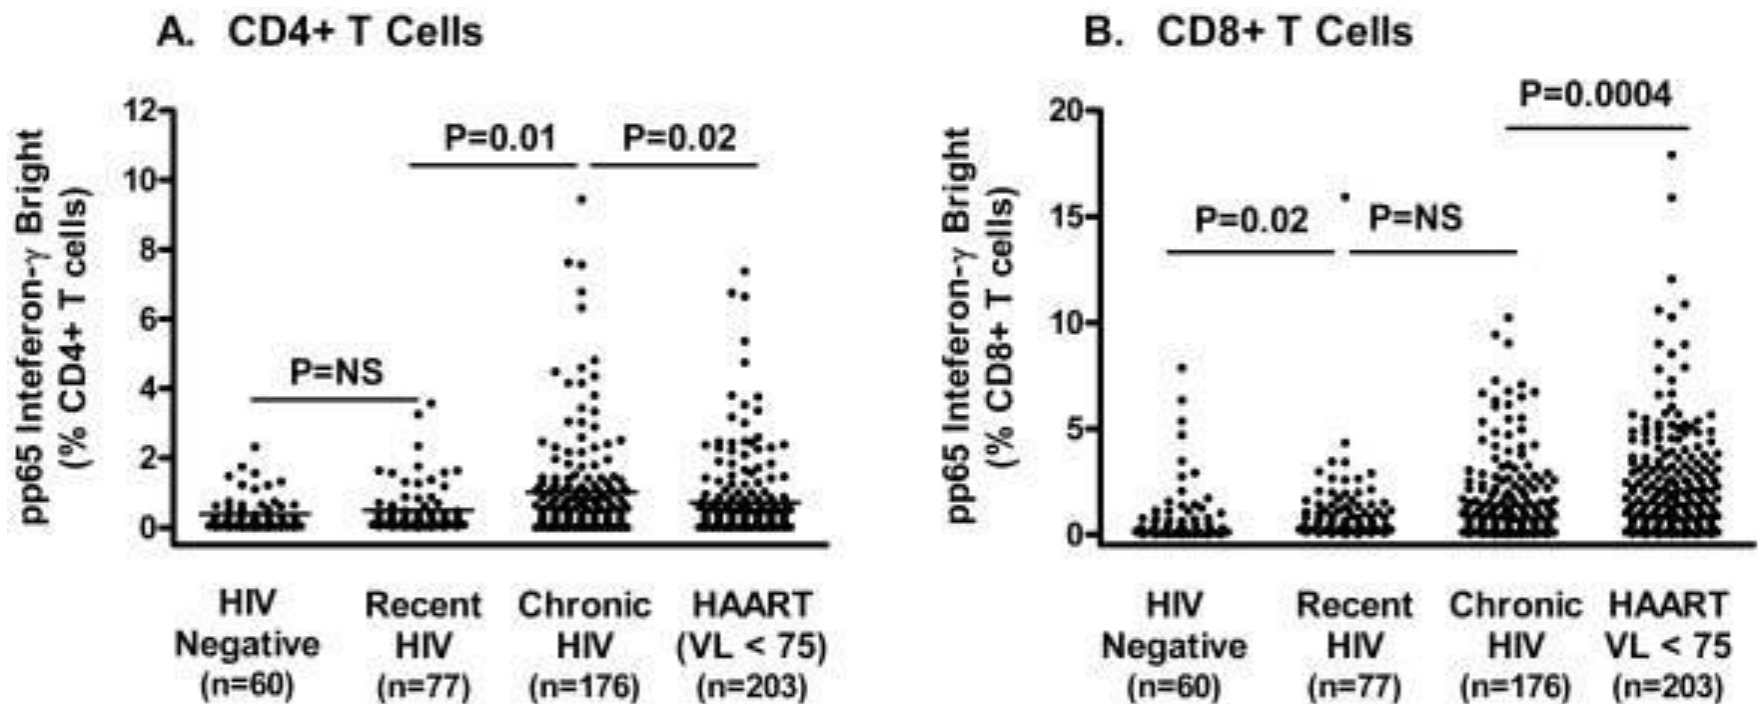 A. CD4+ T Cells
pp65 Inteferon-γ Bright
(% CD4+ T cells)
12
10
8
6
4
2
0
P=NS
P=0.01
P=0.02
HIV
Negative
(n=60)
Recent
HIV
(n=77)
Chronic
HIV
(n=176)
HAART
(VL < 75)
(n=203)
B. CD8+ T Cells
pp65 Inteferon-γ Bright
(% CD8+ T cells)
20
15
10
5
0
P=0.02
P=NS
P=0.0004
HIV
Negative
(n=60)
Recent
HIV
(n=77)
Chronic
HIV
(n=176)
HAART
VL < 75
(n=203)